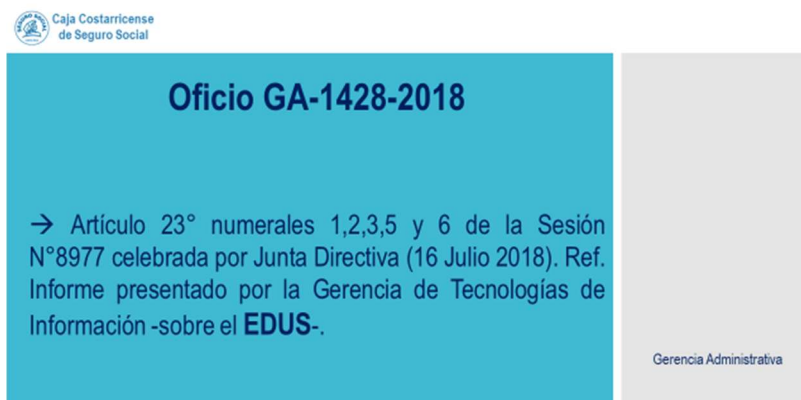 Caja Costarricense
de Seguro Social
Oficio GA-1428-2018
→ Artículo 23° numerales 1,2,3,5 y 6 de la Sesión
N°8977 celebrada por Junta Directiva (16 Julio 2018). Ref.
Informe presentado por la Gerencia de Tecnologías de
Información -sobre el EDUS-.
Gerencia Administrativa